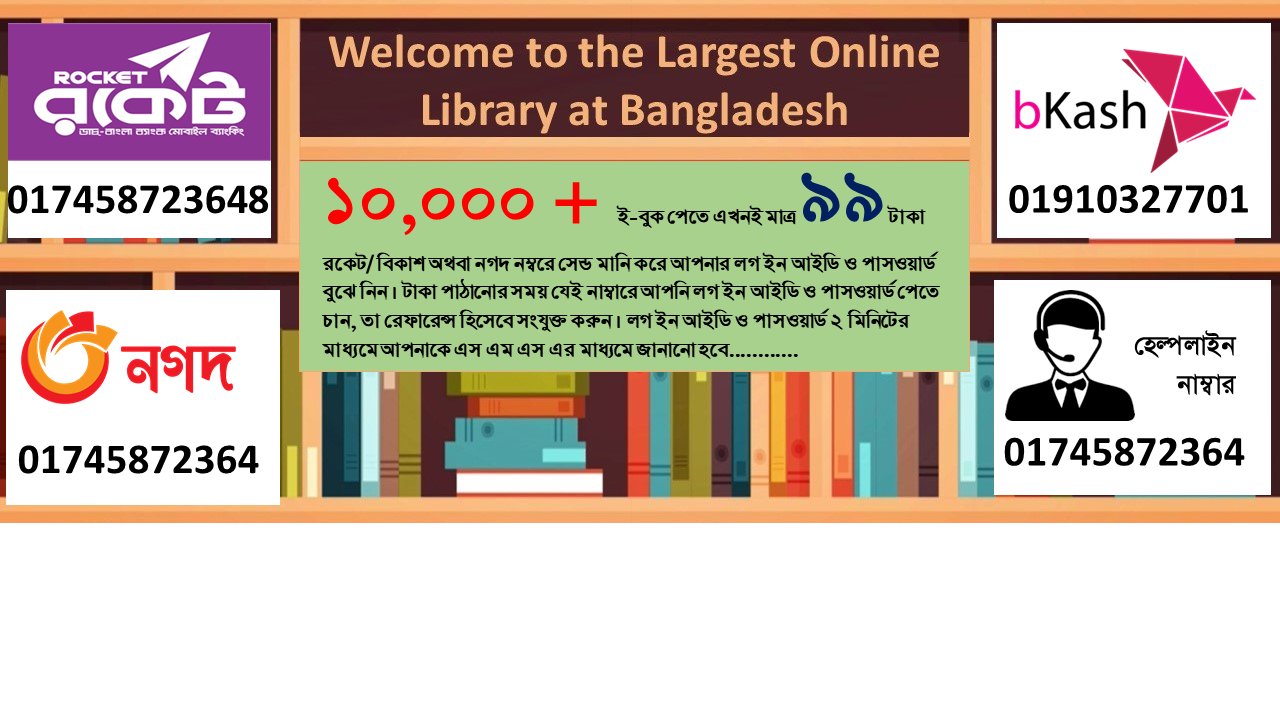 Welcome to the Largest Online
Library at Bangladesh
ROCKET
রকেট
ডাচ্-বাংলা ব্যাংক মোবাইল ব্যাংকিং
017458723648
bKash
01910327701
১০,০০০ + ই-বুক পেতে এখনই মাত্র ৯৯ টাকা
রকেট/ বিকাশ অথবা নগদ নম্বরে সেন্ড মানি করে আপনার লগ ইন আইডি ও পাসওয়ার্ড
বুঝে নিন। টাকা পাঠানোর সময় যেই নাম্বারে আপনি লগ ইন আইডি ও পাসওয়ার্ড পেতে
চান, তা রেফারেন্স হিসেবে সংযুক্ত করুন। লগ ইন আইডি ও পাসওয়ার্ড ২ মিনিটের
মাধ্যমে আপনাকে এস এম এস এর মাধ্যমে জানানো হবে............
নগদ
01745872364
হেল্পলাইন
নাম্বার
01745872364